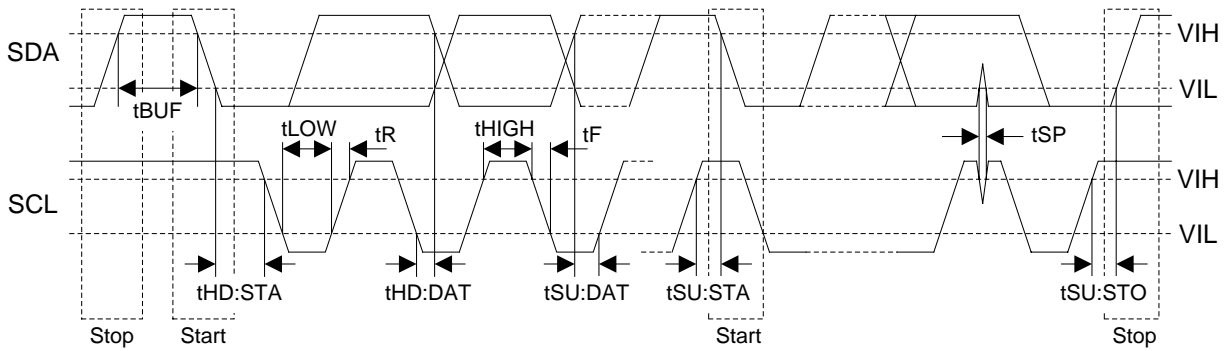 SDA
VIH
VIL
tBUF
tLOW
tR
tHIGH
tF
tSP
SCL
VIH
VIL
tHD:STA
tHD:DAT
tSU:DAT
tSU:STA
tSU:STO
Stop
Start
Start
Stop